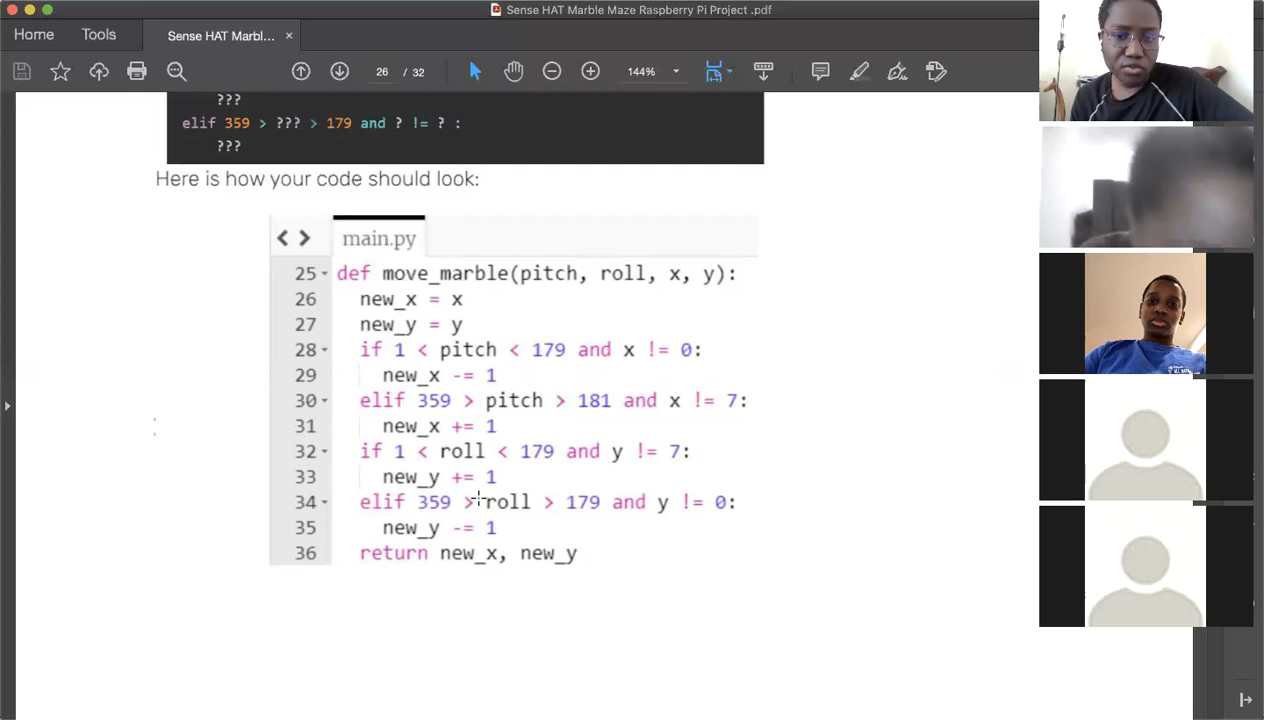 Sense HAT Marble Maze Raspberry Pi Project .pdf
Home Tools Sense HAT Marbl... ×
26 / 32 144%
???
elif 359 > ??? > 179 and ? != ? :
???
Here is how your code should look:
main.py
25 def move_marble(pitch, roll, x, y):
26 new_x = x
27 new_y = y
28 if 1 < pitch < 179 and x != 0:
29 new_x -= 1
30 elif 359 > pitch > 181 and x != 7:
31 new_x += 1
32 if 1 < roll < 179 and y != 7:
33 new_y += 1
34 elif 359 > roll > 179 and y != 0:
35 new_y -= 1
36 return new_x, new_y